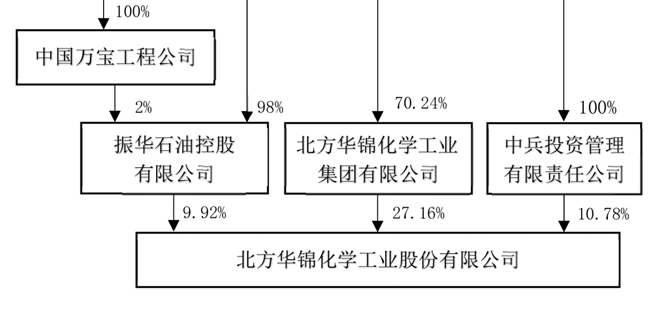 100%
中国万宝工程公司
2%
98%
70.24%
100%
振华石油控股
有限公司
北方华锦化学工业
集团有限公司
中兵投资管理
有限责任公司
9.92%
27.16%
10.78%
北方华锦化学工业股份有限公司